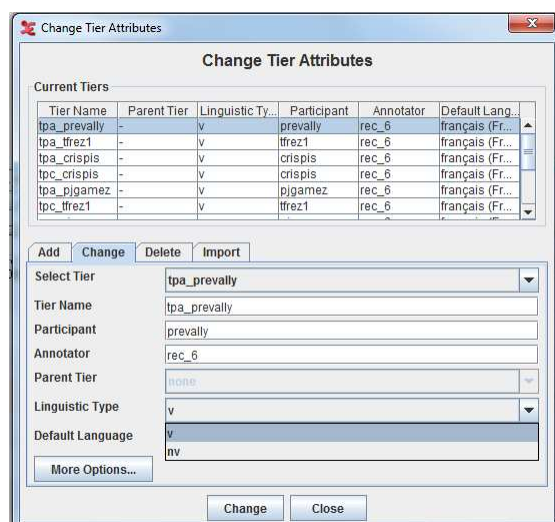 Change Tier Attributes
Change Tier Attributes
Current Tiers
Tier Name Parent Tier Linguistic Ty... Participant Annotator Default Lang...
tpa_prevally - v prevally rec_6 français (Fr...
tpa_tfrez1 - v tfrez1 rec_6 français (Fr...
tpa_crispis - v crispis rec_6 français (Fr...
tpc_crispis - v crispis rec_6 français (Fr...
tpa_pjgamez - v pjgamez rec_6 français (Fr...
tpc_tfrez1 - v tfrez1 rec_6 français (Fr...
Add Change Delete Import
Select Tier tpa_prevally
Tier Name tpa_prevally
Participant prevally
Annotator rec_6
Parent Tier none
Linguistic Type v
Default Language v
nv
More Options...
Change Close